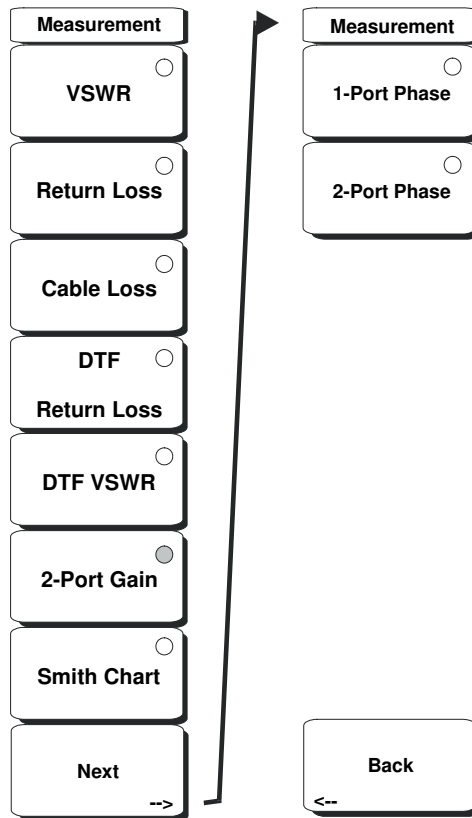 Measurement
VSWR
Return Loss
Cable Loss
DTF
Return Loss
DTF VSWR
2-Port Gain
Smith Chart
Next
-->
Measurement
1-Port Phase
2-Port Phase
Back
<--